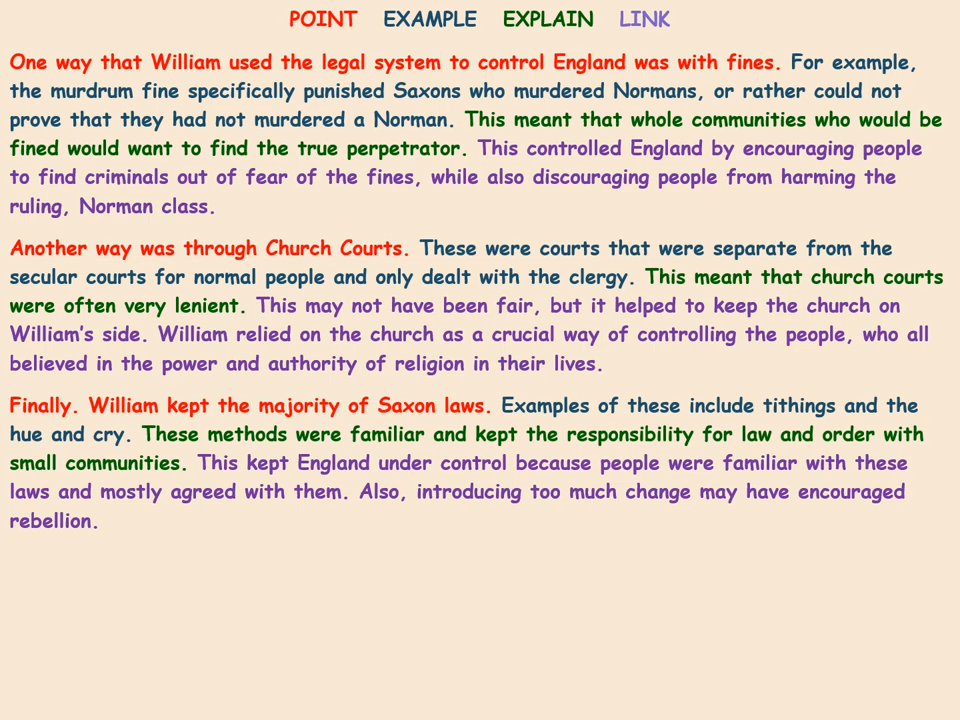 POINT EXAMPLE EXPLAIN LINK
One way that William used the legal system to control England was with fines. For example,
the murdrum fine specifically punished Saxons who murdered Normans, or rather could not
prove that they had not murdered a Norman. This meant that whole communities who would be
fined would want to find the true perpetrator. This controlled England by encouraging people
to find criminals out of fear of the fines, while also discouraging people from harming the
ruling, Norman class.
Another way was through Church Courts. These were courts that were separate from the
secular courts for normal people and only dealt with the clergy. This meant that church courts
were often very lenient. This may not have been fair, but it helped to keep the church on
William's side. William relied on the church as a crucial way of controlling the people, who all
believed in the power and authority of religion in their lives.
Finally. William kept the majority of Saxon laws. Examples of these include tithings and the
hue and cry. These methods were familiar and kept the responsibility for law and order with
small communities. This kept England under control because people were familiar with these
laws and mostly agreed with them. Also, introducing too much change may have encouraged
rebellion.